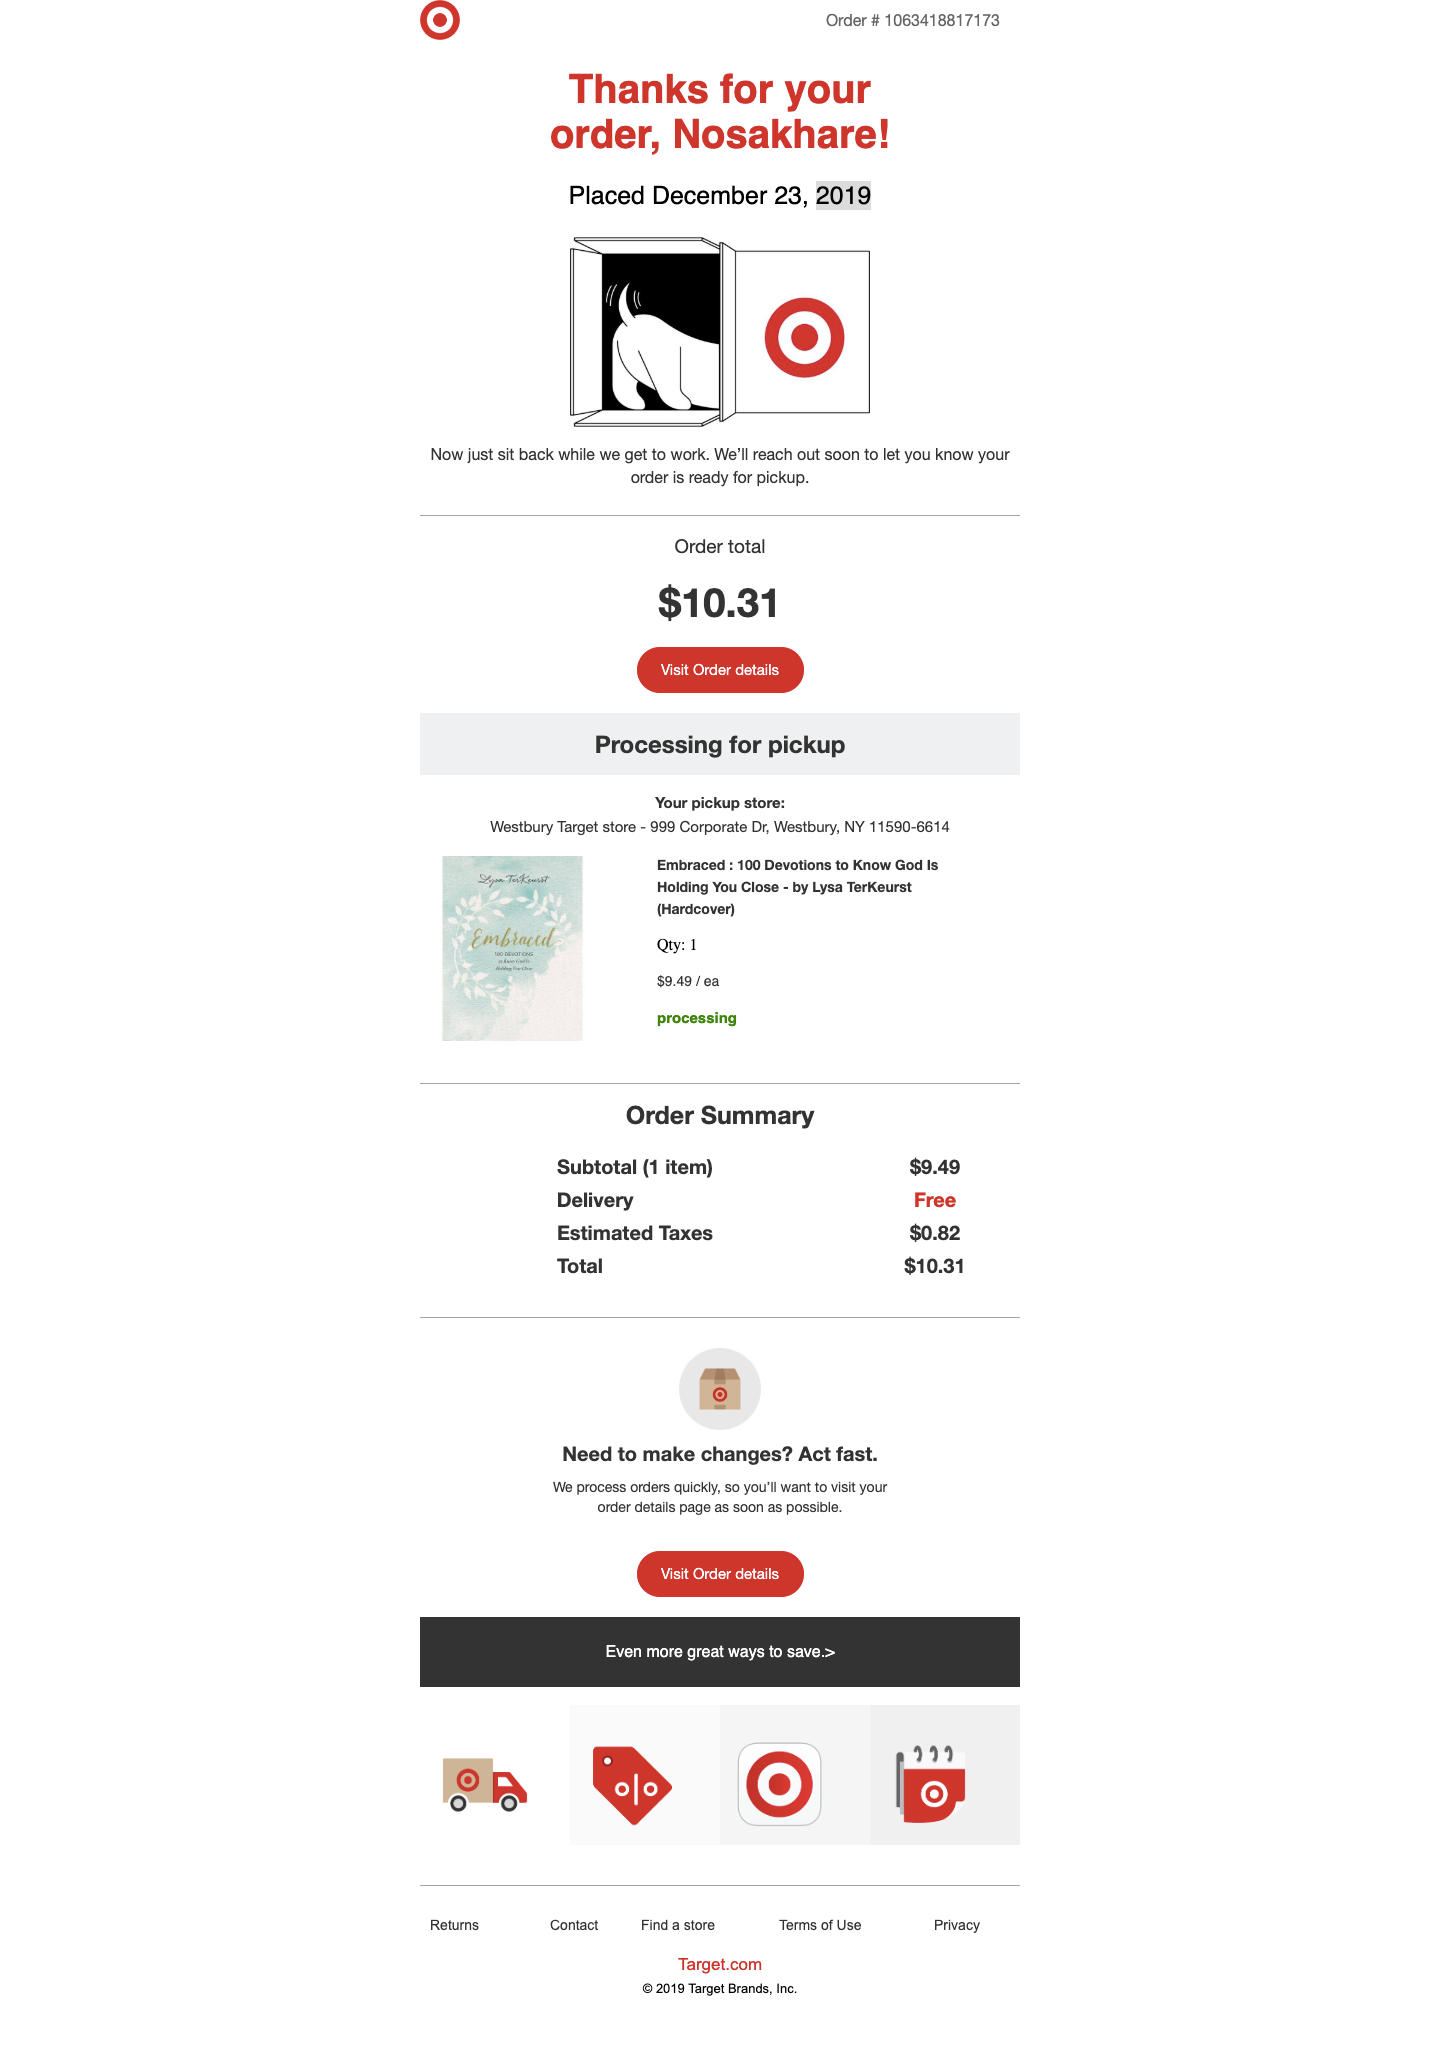 Order # 1063418817173
Thanks for your
order, Nosakhare!
Placed December 23, 2019
Now just sit back while we get to work. We’ll reach out soon to let you know your
order is ready for pickup.
Order total
$10.31
Visit Order details
Processing for pickup
Your pickup store:
Westbury Target store - 999 Corporate Dr, Westbury, NY 11590-6614
Lysa TerKeurst
Embraced
100 DEVOTIONS
to Know God Is
Holding You Close
Embraced : 100 Devotions to Know God Is
Holding You Close - by Lysa TerKeurst
(Hardcover)
Qty: 1
$9.49 / ea
processing
Order Summary
Subtotal (1 item) $9.49
Delivery Free
Estimated Taxes $0.82
Total $10.31
Need to make changes? Act fast.
We process orders quickly, so you’ll want to visit your
order details page as soon as possible.
Visit Order details
Even more great ways to save.>
Returns Contact Find a store Terms of Use Privacy
Target.com
© 2019 Target Brands, Inc.